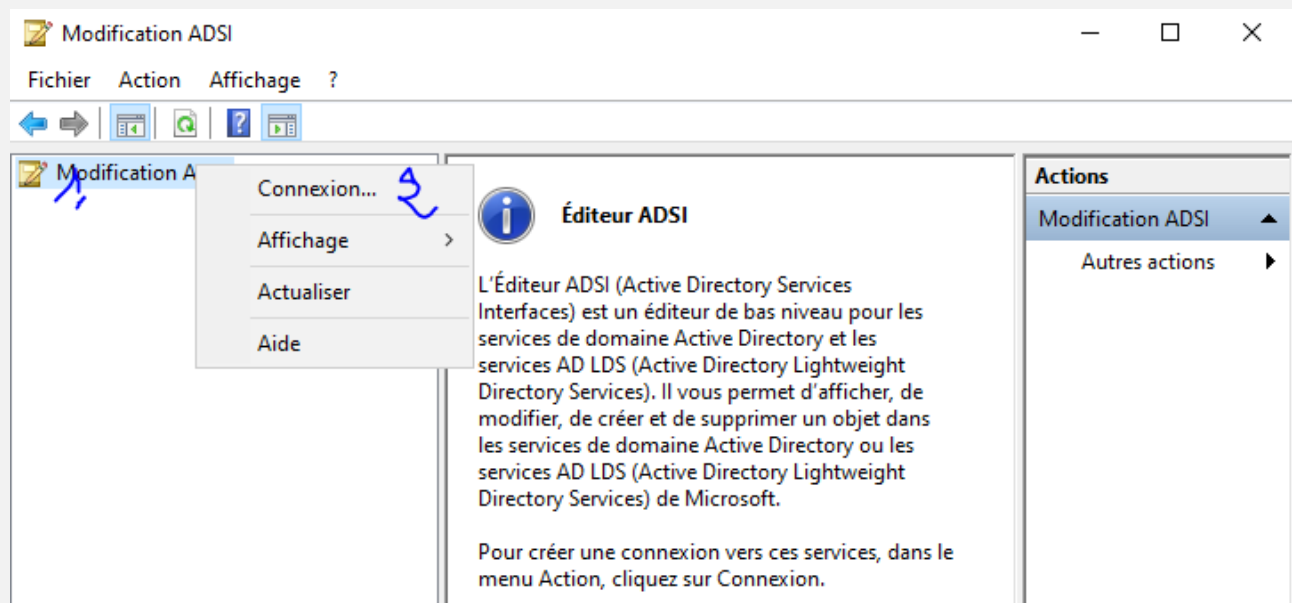 Modification ADSI
Fichier Action Affichage ?
Modification A
1,
Connexion... 2
Affichage
Actualiser
Aide
Éditeur ADSI
L'Éditeur ADSI (Active Directory Services
Interfaces) est un éditeur de bas niveau pour les
services de domaine Active Directory et les
services AD LDS (Active Directory Lightweight
Directory Services). Il vous permet d'afficher, de
modifier, de créer et de supprimer un objet dans
les services de domaine Active Directory ou les
services AD LDS (Active Directory Lightweight
Directory Services) de Microsoft.
Pour créer une connexion vers ces services, dans le
menu Action, cliquez sur Connexion.
Actions
Modification ADSI
Autres actions